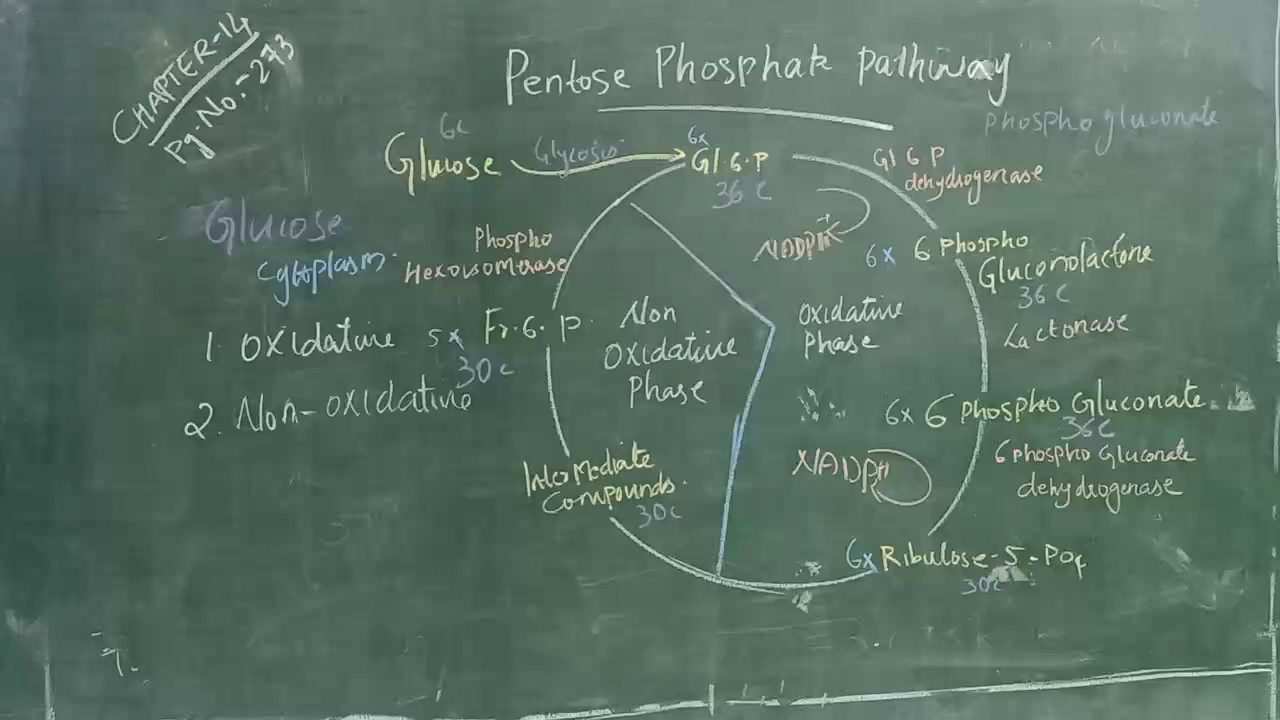 CHAPTER-14
Pg.No:-273
Pentose Phosphate Pathway
Phospho gluconate
6C
Glucose
Glycosis
6x
Gl.6.P
36 C
Gl 6 P
dehydrogenase
NADPH
6x 6 Phospho
Gluconolactone
36 C
Lactonase
Glucose
Cytoplasm.
Phospho
Hexoisomerase
1. Oxidative
2. Non-oxidative
5x Fr.6.P.
30 C
Non
Oxidative
Phase
Oxidative
Phase
6x 6 Phospho Gluconate
36 C
6 phospho Gluconate
dehydrogenase
NADPH
Intermediate
Compounds.
30 C
6x Ribulose-5-PO4
30C